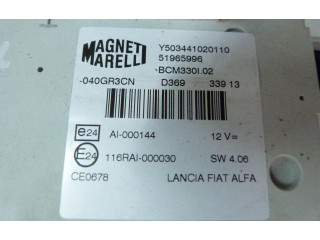 MAGNETI MARELLI
Y503441020110
51965996
BCM330I.02
-040GR3CN D369 339 13
e24 AI-000144 12 V=
E24 116RAI-000030 SW 4.06
CE0678 LANCIA FIAT ALFA